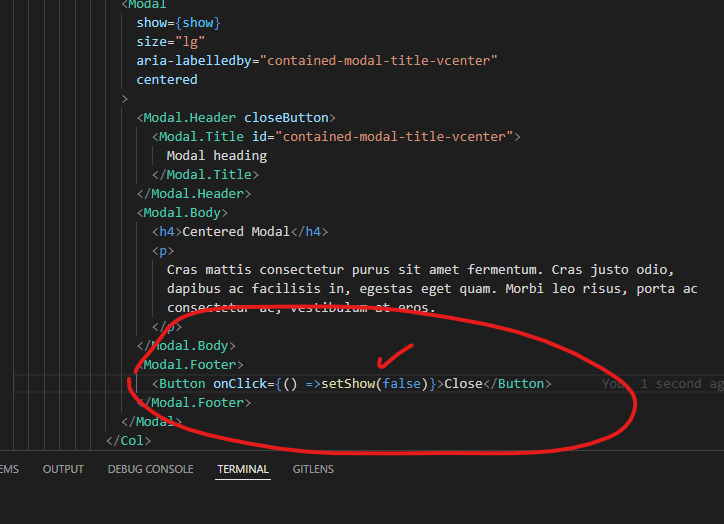 <Modal
show={show}
size="lg"
aria-labelledby="contained-modal-title-vcenter"
centered
>
<Modal.Header closeButton>
<Modal.Title id="contained-modal-title-vcenter">
Modal heading
</Modal.Title>
</Modal.Header>
<Modal.Body>
<h4>Centered Modal</h4>
<p>
Cras mattis consectetur purus sit amet fermentum. Cras justo odio,
dapibus ac facilisis in, egestas eget quam. Morbi leo risus, porta ac
consectetur ac, vestibulum at eros.
</p>
</Modal.Body>
<Modal.Footer>
<Button onClick={() =>setShow(false)}>Close</Button> You, 1 second ag
</Modal.Footer>
</Modal>
</Col>
EMS OUTPUT DEBUG CONSOLE TERMINAL GITLENS